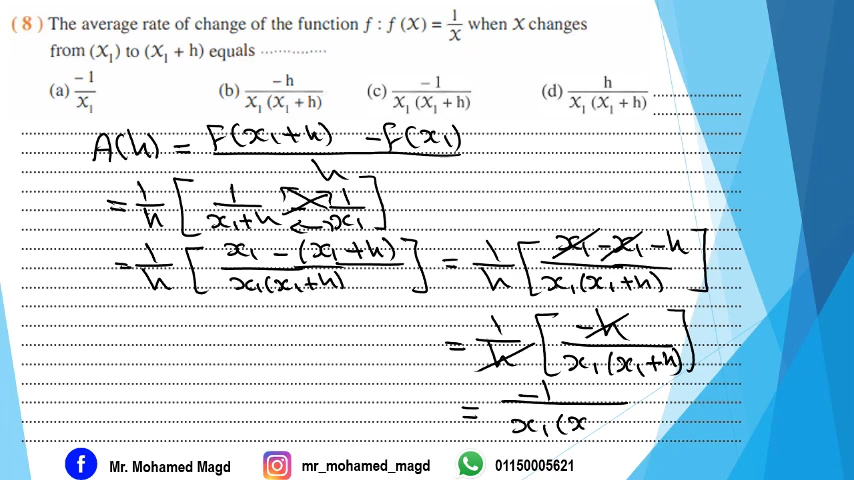 ( 8 ) The average rate of change of the function f : f (X) = 1/X when X changes
from (X₁) to (X₁ + h) equals ··············
(a) −1/X₁ (b) −h/X₁ (X₁ + h) (c) −1/X₁ (X₁ + h) (d) h/X₁ (X₁ + h)
A(h) = F(x₁+h) − f(x₁) / h
= 1/h [ 1/x₁+h − 1/x₁ ]
= 1/h [ x₁ − (x₁+h) / x₁(x₁+h) ] = 1/h [ x₁ − x₁ − h / x₁(x₁+h) ]
= 1/h [ −h / x₁(x₁+h) ]
= −1 / x₁(x
f Mr. Mohamed Magd mr_mohamed_magd 01150005621